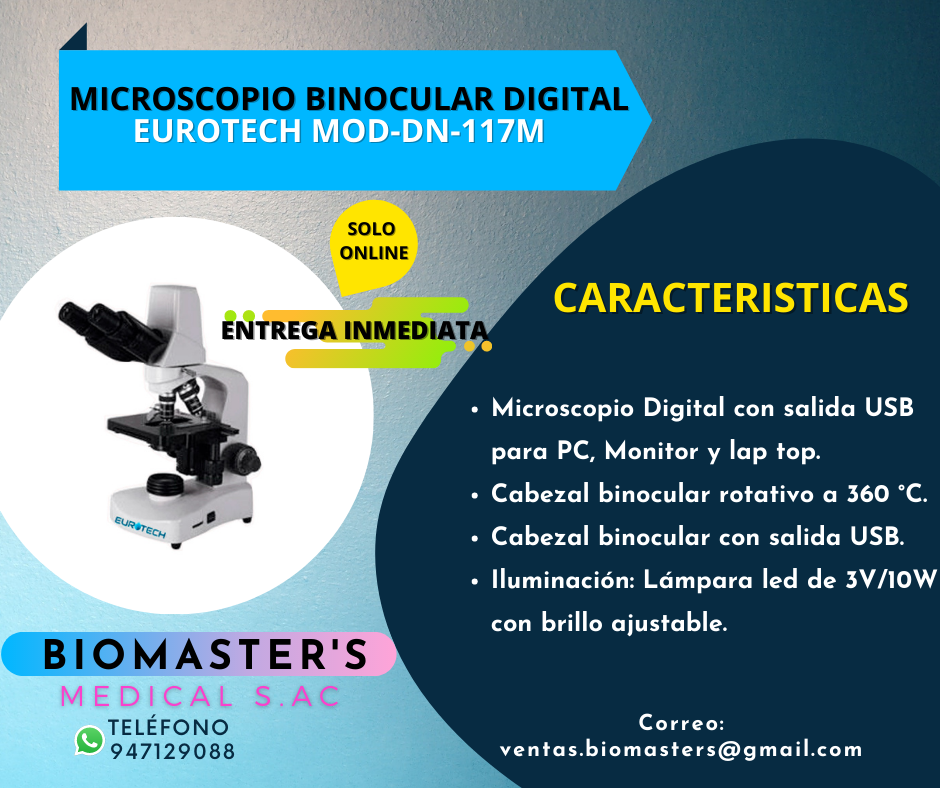 MICROSCOPIO BINOCULAR DIGITAL
EUROTECH MOD-DN-117M
SOLO
ONLINE
ENTREGA INMEDIATA
EUROTECH
CARACTERISTICAS
• Microscopio Digital con salida USB
para PC, Monitor y lap top.
• Cabezal binocular rotativo a 360 °C.
• Cabezal binocular con salida USB.
• Iluminación: Lámpara led de 3V/10W
con brillo ajustable.
BIOMASTER'S
MEDICAL S.AC
TELÉFONO
947129088
Correo:
ventas.biomasters@gmail.com